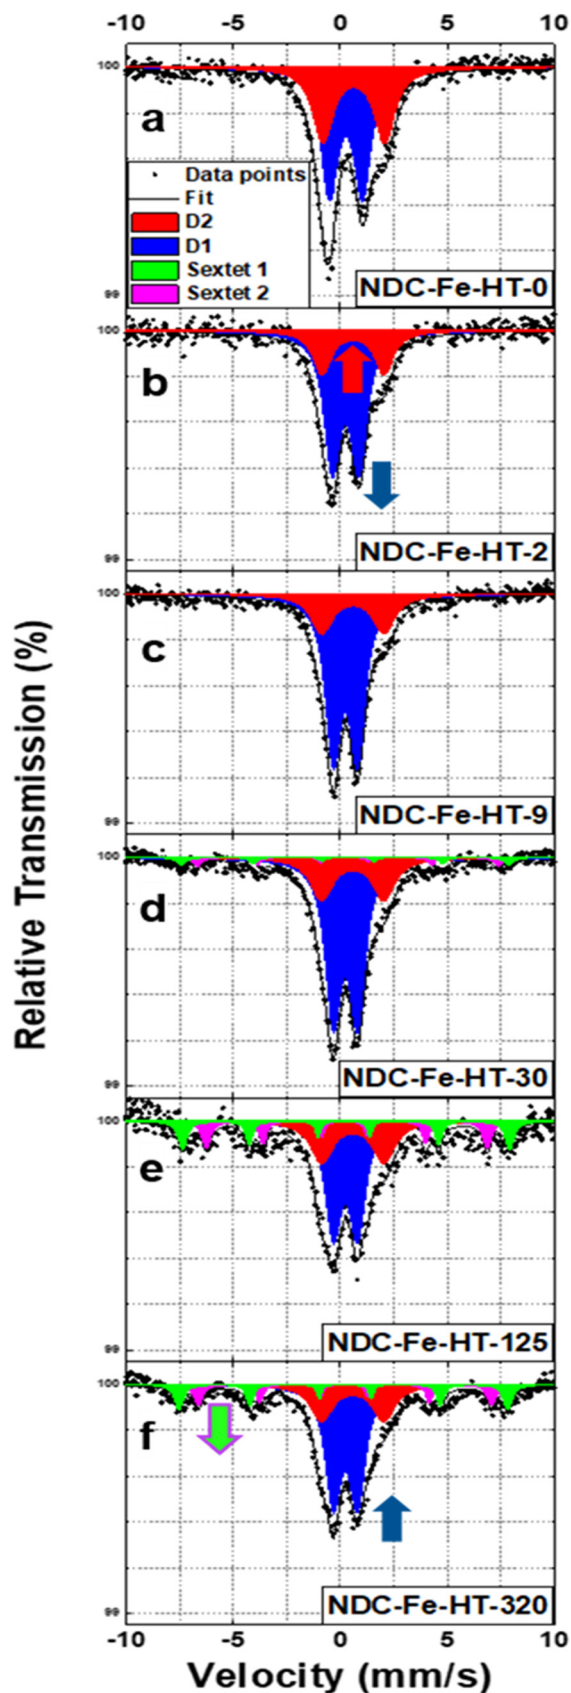 -10 -5 0 5 10
100
a
Data points
Fit
D2
D1
Sextet 1
Sextet 2
99
NDC-Fe-HT-0
100
b
99
NDC-Fe-HT-2
100
c
99
NDC-Fe-HT-9
100
d
99
NDC-Fe-HT-30
100
e
99
NDC-Fe-HT-125
100
f
99
NDC-Fe-HT-320
-10 -5 0 5 10
Velocity (mm/s)
Relative Transmission (%)